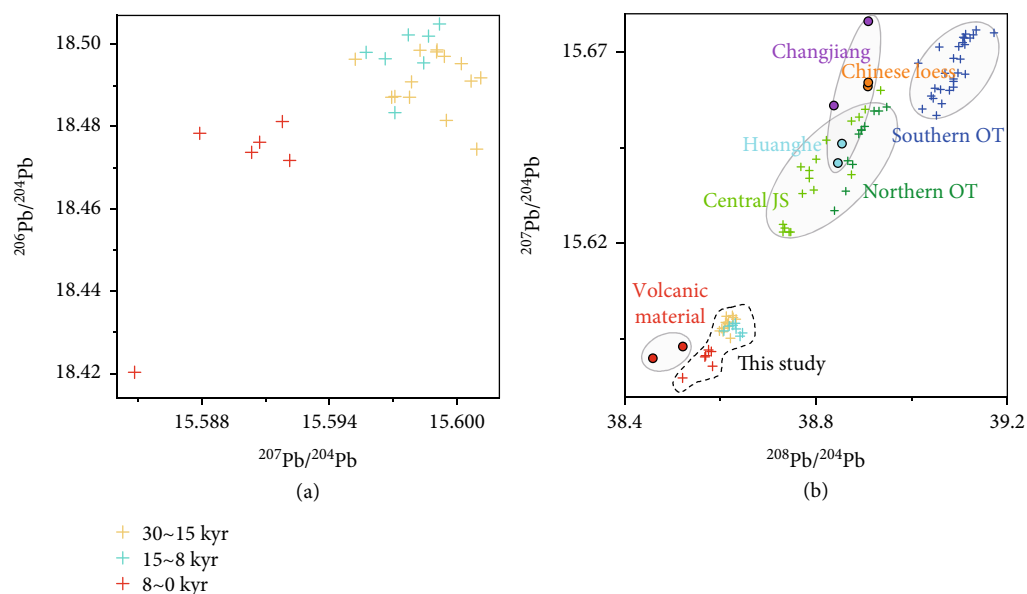 18.50
18.48
18.46
18.44
18.42
²⁰⁶Pb/²⁰⁴Pb
15.588
15.594
15.600
²⁰⁷Pb/²⁰⁴Pb
(a)
15.67
15.62
²⁰⁷Pb/²⁰⁴Pb
Changjiang
Chinese loess
Southern OT
Huanghe
Northern OT
Central JS
Volcanic
material
This study
38.4
38.8
39.2
²⁰⁸Pb/²⁰⁴Pb
(b)
30~15 kyr
15~8 kyr
8~0 kyr